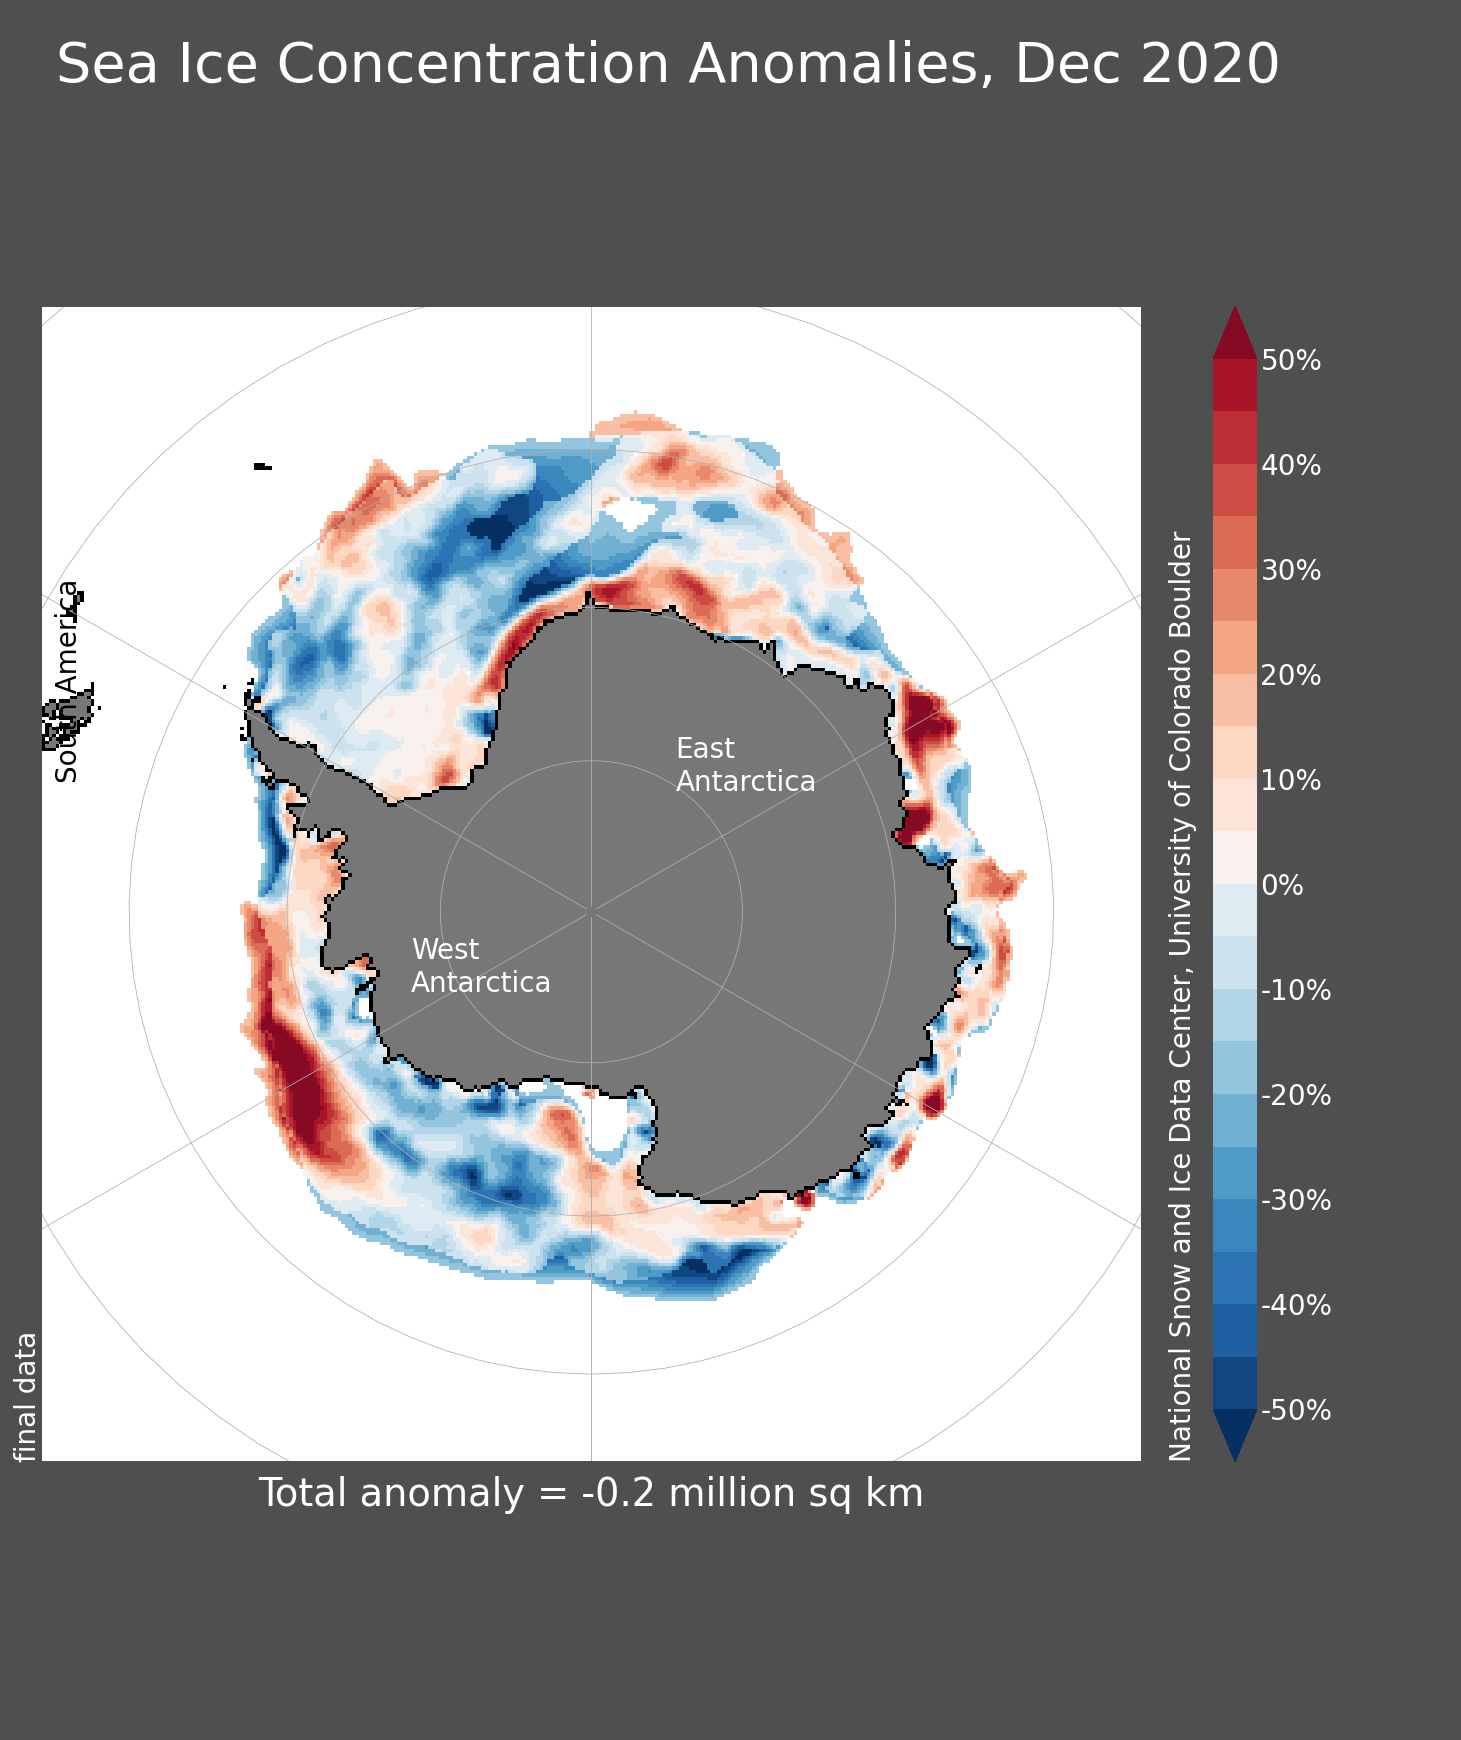 Sea Ice Concentration Anomalies, Dec 2020
South America
East
Antarctica
West
Antarctica
final data
National Snow and Ice Data Center, University of Colorado Boulder
50%
40%
30%
20%
10%
0%
-10%
-20%
-30%
-40%
-50%
Total anomaly = -0.2 million sq km